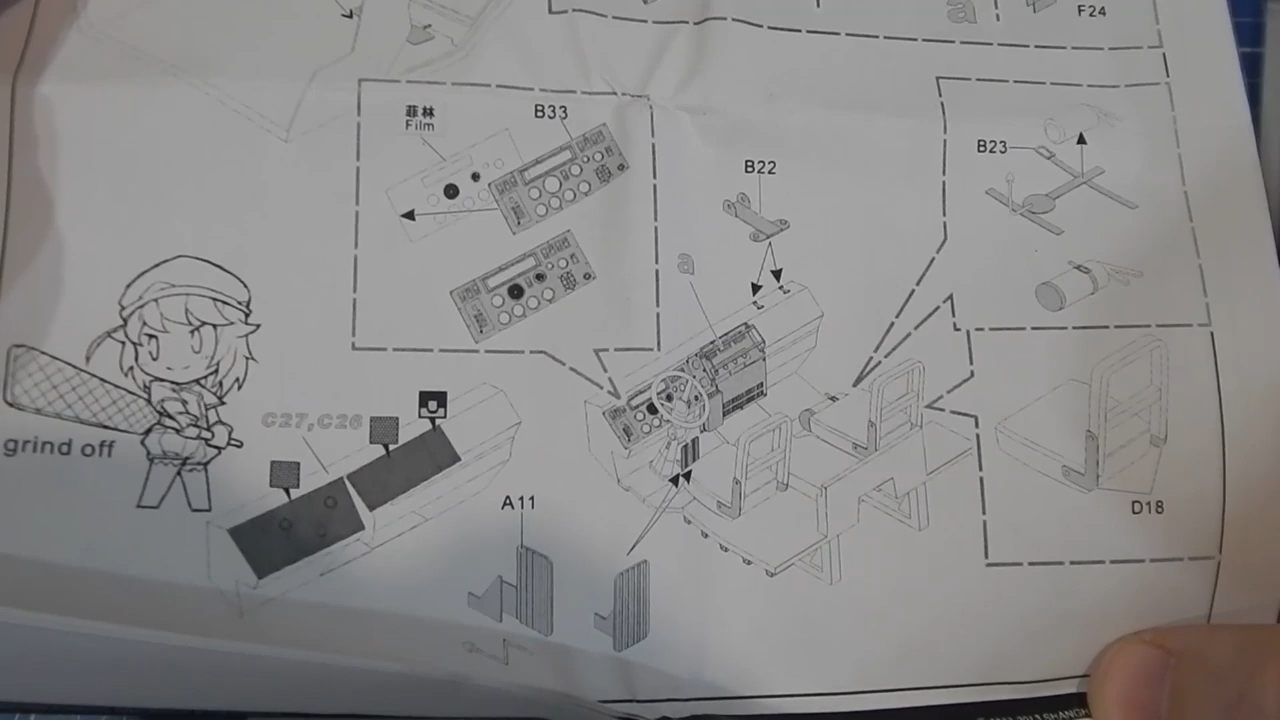 a
F24
菲林
Film
B33
B22
B23
a
C27,C26
grind off
A11
D18